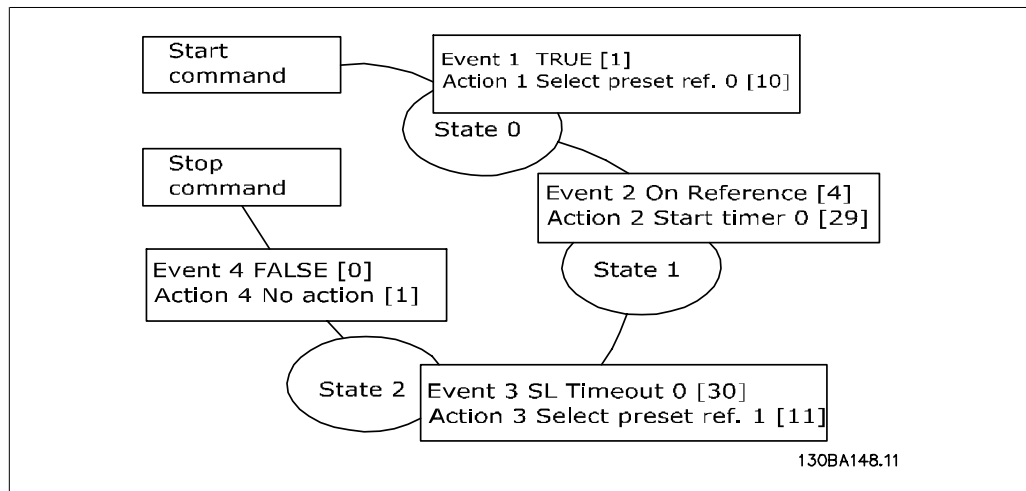 Start
command
Event 1 TRUE [1]
Action 1 Select preset ref. 0 [10]
State 0
Stop
command
Event 2 On Reference [4]
Action 2 Start timer 0 [29]
State 1
Event 4 FALSE [0]
Action 4 No action [1]
State 2
Event 3 SL Timeout 0 [30]
Action 3 Select preset ref. 1 [11]
130BA148.11